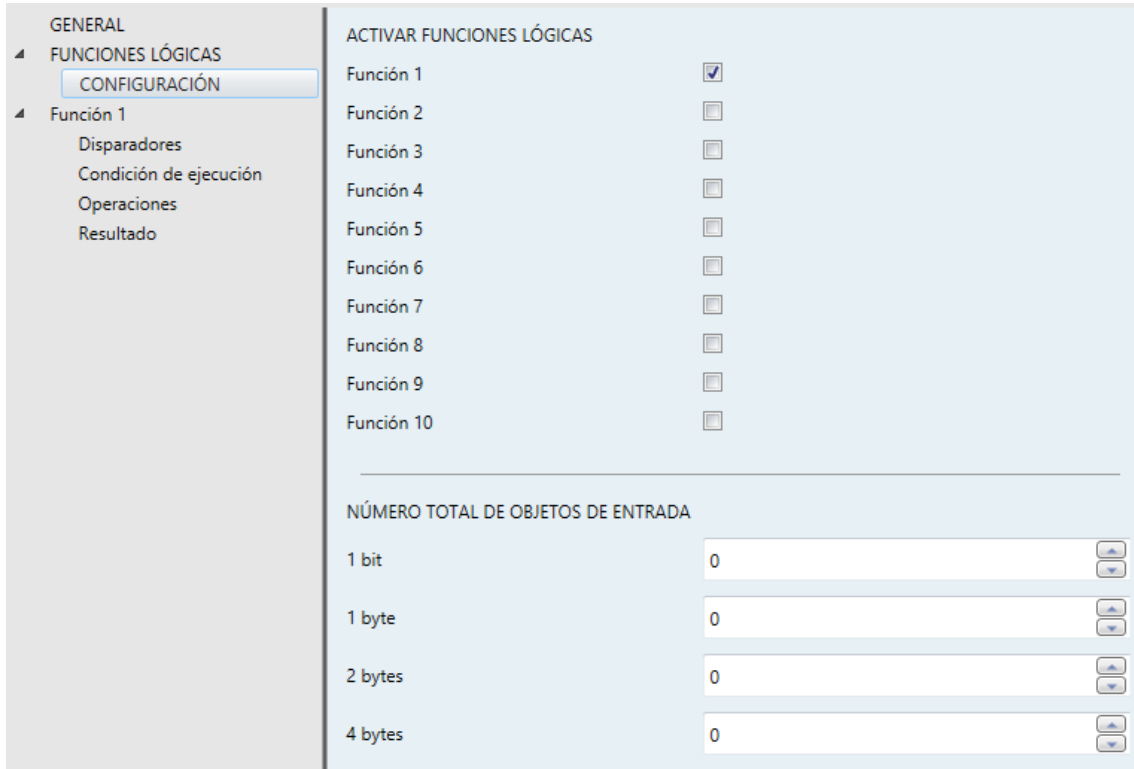 GENERAL
FUNCIONES LÓGICAS
CONFIGURACIÓN
Función 1
Disparadores
Condición de ejecución
Operaciones
Resultado
ACTIVAR FUNCIONES LÓGICAS
Función 1
Función 2
Función 3
Función 4
Función 5
Función 6
Función 7
Función 8
Función 9
Función 10
NÚMERO TOTAL DE OBJETOS DE ENTRADA
1 bit 0
1 byte 0
2 bytes 0
4 bytes 0